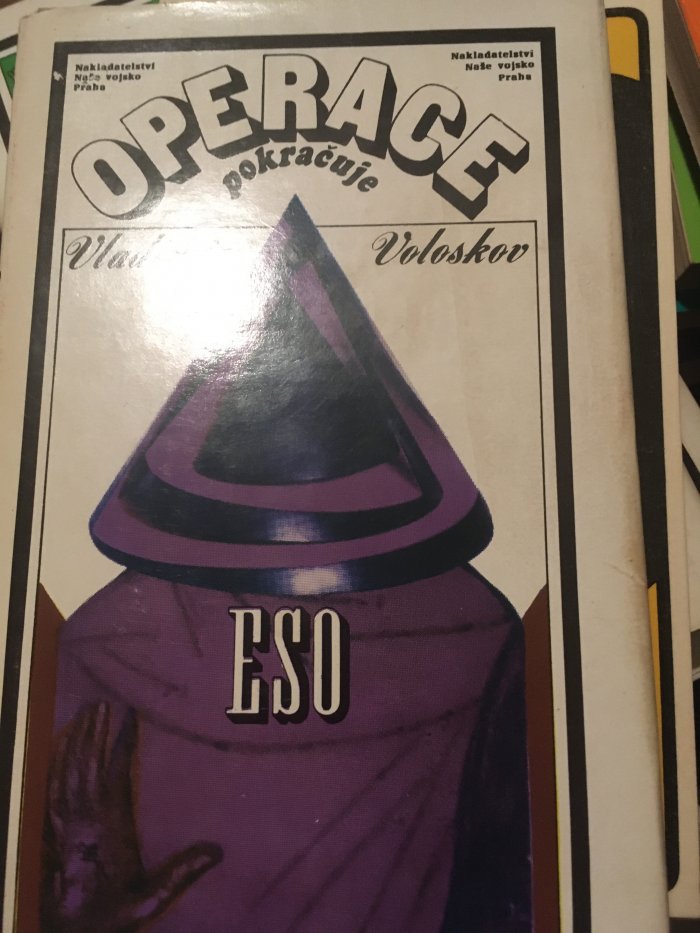 Nakladatelství
Naše vojsko
Praha
Nakladatelství
Naše vojsko
Praha
OPERACE
pokračuje
Voloskov
ESO